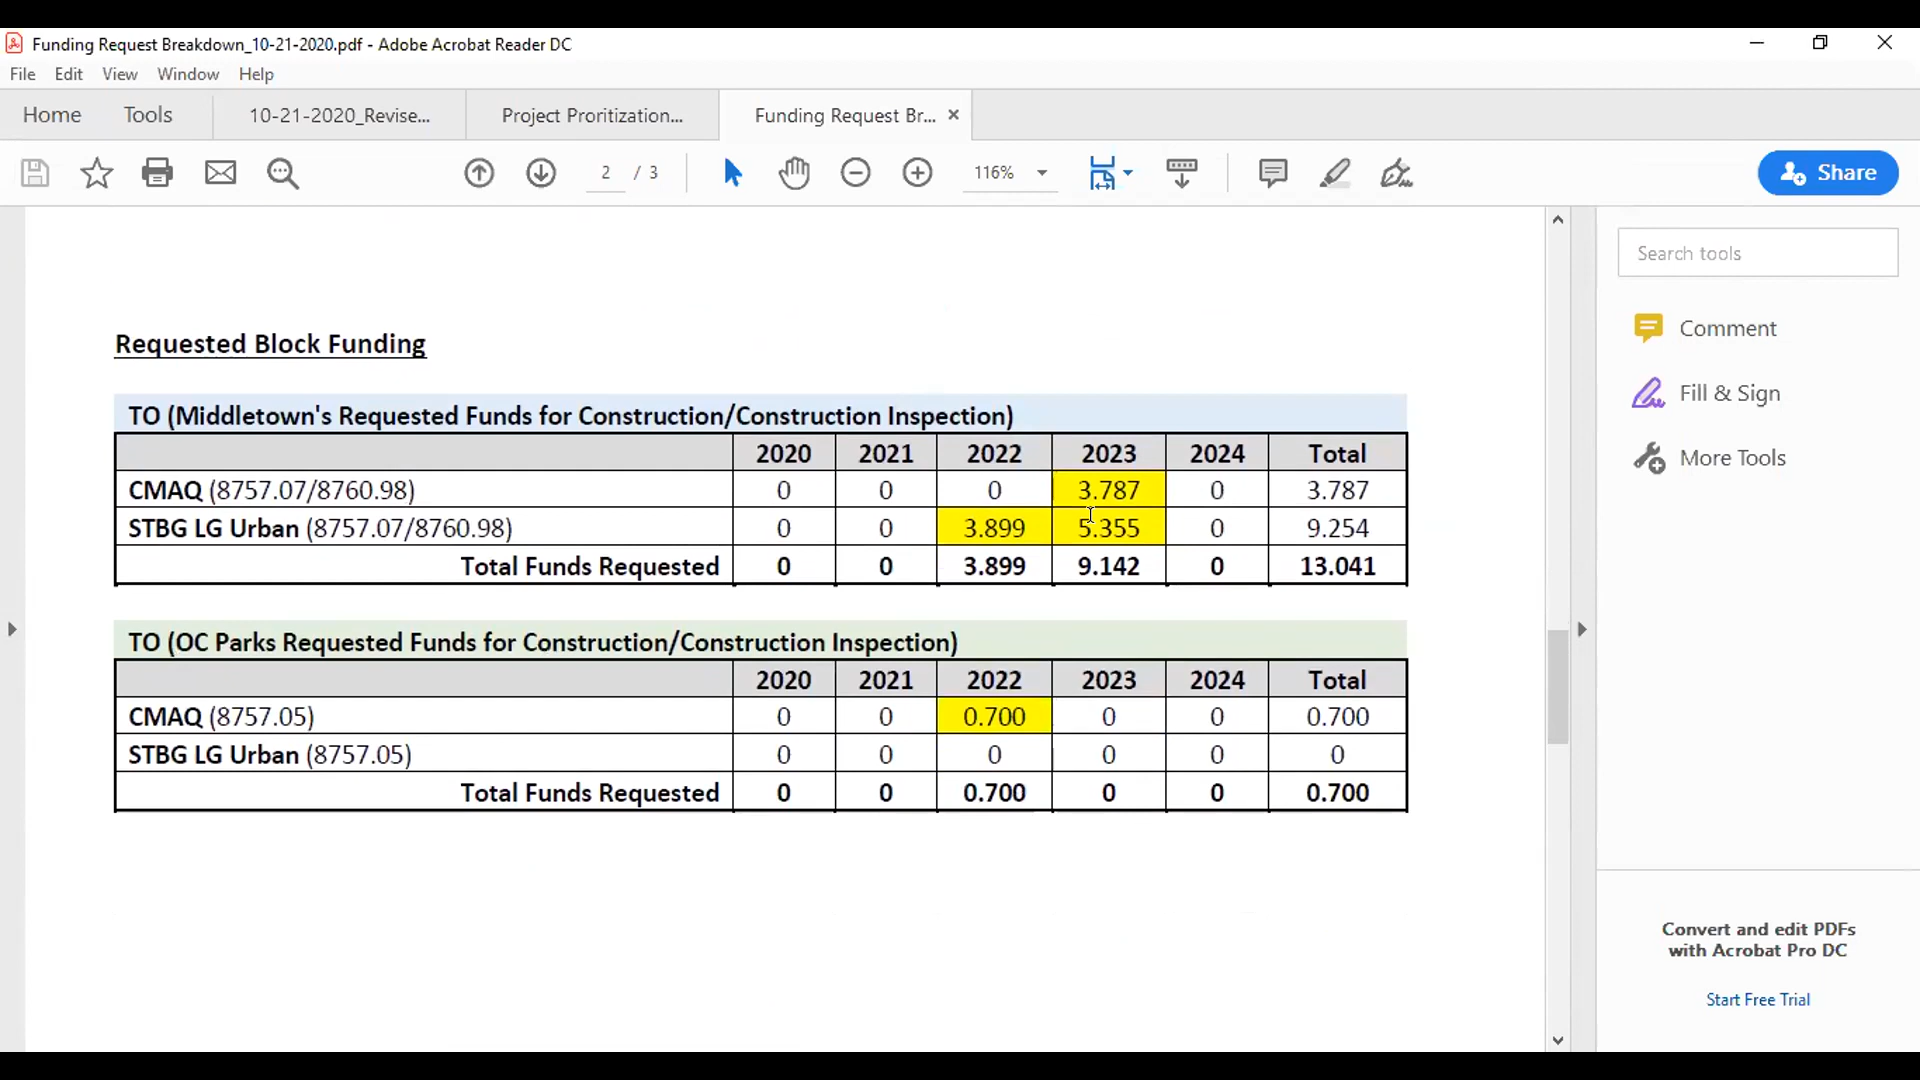 Funding Request Breakdown_10-21-2020.pdf - Adobe Acrobat Reader DC
File Edit View Window Help
Home Tools 10-21-2020_Revise... Project Proritization... Funding Request Br... ×
2 / 3 116% Share
Search tools
Comment
Fill & Sign
More Tools
Convert and edit PDFs
with Acrobat Pro DC
Start Free Trial
Requested Block Funding
TO (Middletown's Requested Funds for Construction/Construction Inspection)
2020 2021 2022 2023 2024 Total
CMAQ (8757.07/8760.98) 0 0 0 3.787 0 3.787
STBG LG Urban (8757.07/8760.98) 0 0 3.899 5.355 0 9.254
Total Funds Requested 0 0 3.899 9.142 0 13.041
TO (OC Parks Requested Funds for Construction/Construction Inspection)
2020 2021 2022 2023 2024 Total
CMAQ (8757.05) 0 0 0.700 0 0 0.700
STBG LG Urban (8757.05) 0 0 0 0 0 0
Total Funds Requested 0 0 0.700 0 0 0.700